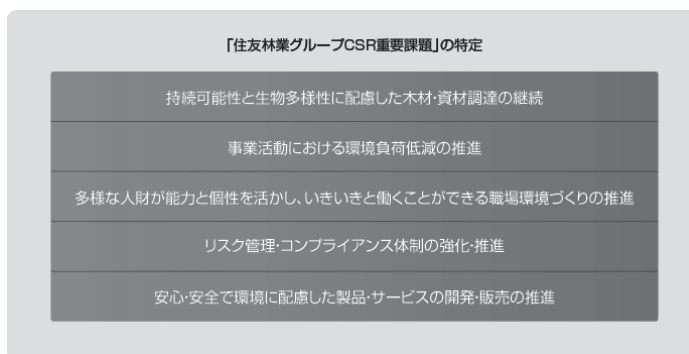 「住友林業グループCSR重要課題」の特定
持続可能性と生物多様性に配慮した木材・資材調達の継続
事業活動における環境負荷低減の推進
多様な人財が能力と個性を活かし、いきいきと働くことができる職場環境づくりの推進
リスク管理・コンプライアンス体制の強化・推進
安心・安全で環境に配慮した製品・サービスの開発・販売の推進